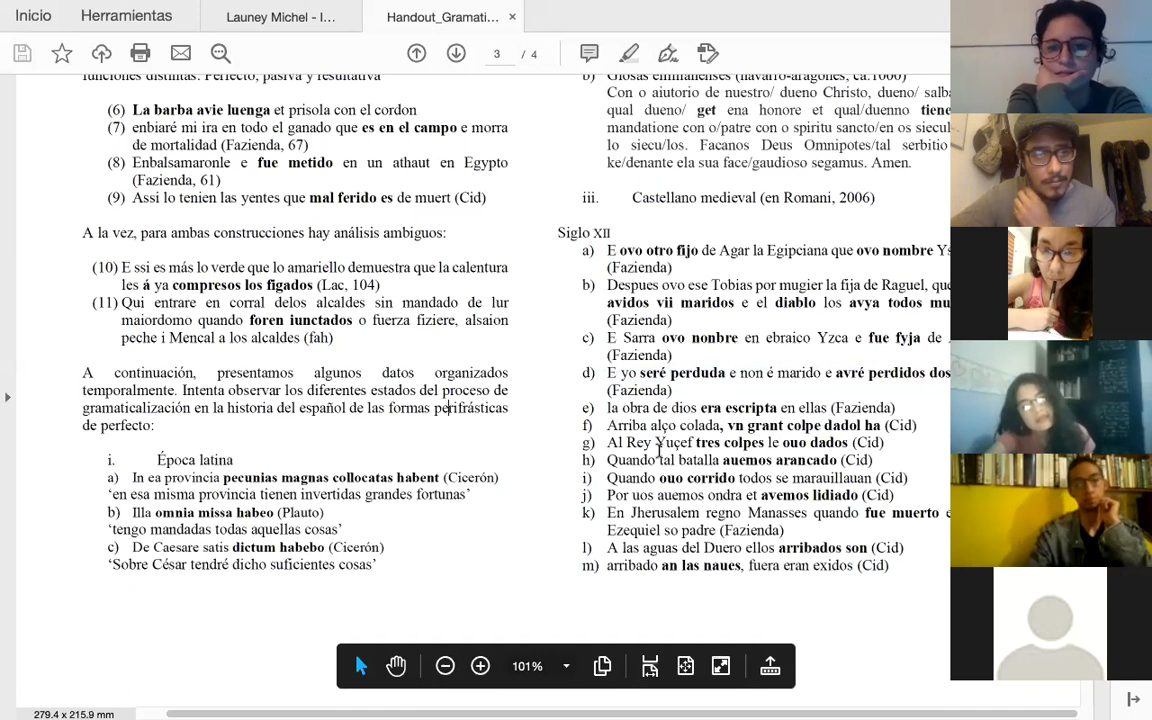 Inicio
Herramientas
Launey Michel - I...
Handout_Gramati...
3 / 4
funciones distintas: Perfecto, pasiva y resultativa
(6) La barba avie luenga et prisola con el cordon
(7) enbiaré mi ira en todo el ganado que es en el campo e morra
de mortalidad (Fazienda, 67)
(8) Enbalsamaronle e fue metido en un athaut en Egypto
(Fazienda, 61)
(9) Assi lo tenien las yentes que mal ferido es de muert (Cid)
A la vez, para ambas construcciones hay análisis ambiguos:
(10) E ssi es más lo verde que lo amariello demuestra que la calentura
les á ya compresos los figados (Lac, 104)
(11) Qui entrare en corral delos alcaldes sin mandado de lur
maiordomo quando foren iunctados o fuerza fiziere, alsaion
peche i Mencal a los alcaldes (fah)
A continuación, presentamos algunos datos organizados
temporalmente. Intenta observar los diferentes estados del proceso de
gramaticalización en la historia del español de las formas perifrásticas
de perfecto:
i. Época latina
a) In ea provincia pecunias magnas collocatas habent (Cicerón)
'en esa misma provincia tienen invertidas grandes fortunas'
b) Illa omnia missa habeo (Plauto)
'tengo mandadas todas aquellas cosas'
c) De Caesare satis dictum habebo (Cicerón)
'Sobre César tendré dicho suficientes cosas'
b) Glosas emilianenses (navarro-aragonés, ca.1000)
Con o aiutorio de nuestro/ dueno Christo, dueno/ salba
qual dueno/ get ena honore et qual/duenno tiene
mandatione con o/patre con o spiritu sancto/en os siecul
lo siecu/los. Facanos Deus Omnipotes/tal serbitio
ke/denante ela sua face/gaudioso segamus. Amen.
iii. Castellano medieval (en Romani, 2006)
Siglo XII
a) E ovo otro fijo de Agar la Egipciana que ovo nombre Ys
(Fazienda)
b) Despues ovo ese Tobias por mugier la fija de Raguel, que
avidos vii maridos e el diablo los avya todos mu
(Fazienda)
c) E Sarra ovo nonbre en ebraico Yzca e fue fyja de
(Fazienda)
d) E yo seré perduda e non é marido e avré perdidos dos
(Fazienda)
e) la obra de dios era escripta en ellas (Fazienda)
f) Arriba alço colada, vn grant colpe dadol ha (Cid)
g) Al Rey Yuçef tres colpes le ouo dados (Cid)
h) Quando tal batalla auemos arancado (Cid)
i) Quando ouo corrido todos se marauillauan (Cid)
j) Por uos auemos ondra et avemos lidiado (Cid)
k) En Jherusalem regno Manasses quando fue muerto e
Ezequiel so padre (Fazienda)
l) A las aguas del Duero ellos arribados son (Cid)
m) arribado an las naues, fuera eran exidos (Cid)
101%
279.4 x 215.9 mm